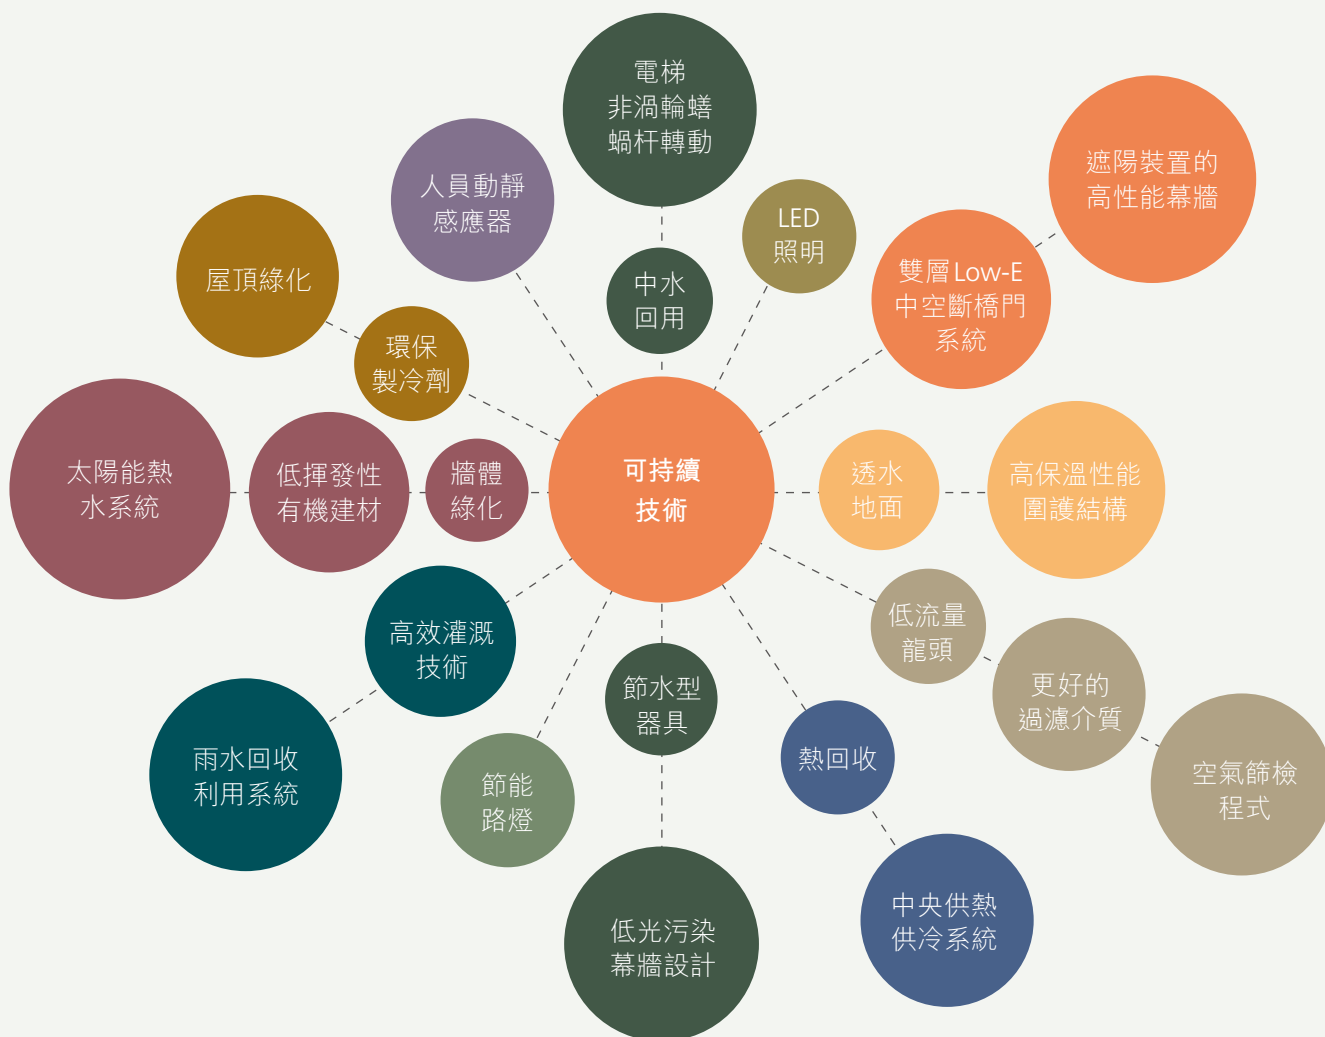 電梯
非渦輪蟮
蝸杆轉動
人員動靜
感應器
LED
照明
遮陽裝置的
高性能幕牆
屋頂綠化
中水
回用
雙層Low-E
中空斷橋門
系統
環保
製冷劑
太陽能熱
水系統
低揮發性
有機建材
牆體
綠化
可持續
技術
透水
地面
高保溫性能
圍護結構
高效灌溉
技術
低流量
龍頭
節水型
器具
更好的
過濾介質
雨水回收
利用系統
節能
路燈
熱回收
空氣篩檢
程式
低光污染
幕牆設計
中央供熱
供冷系統